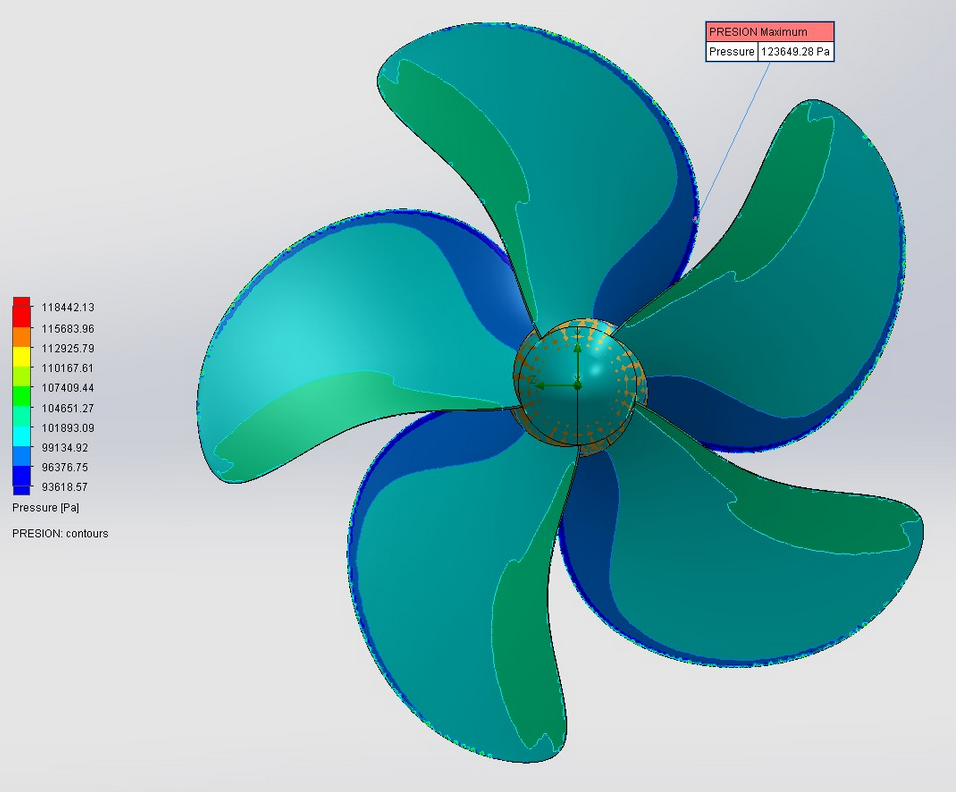 PRESION Maximum
Pressure 123649.28 Pa
118442.13
115683.96
112925.79
110167.61
107409.44
104651.27
101893.09
99134.92
96376.75
93618.57
Pressure [Pa]
PRESION: contours